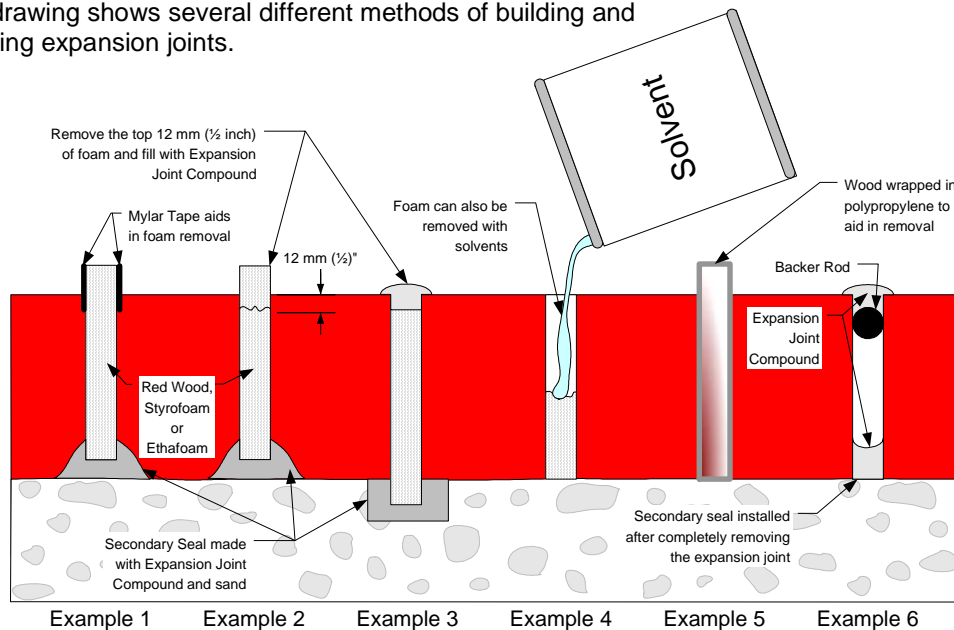 drawing shows several different methods of building and
ing expansion joints.
Solvent
Remove the top 12 mm (½ inch)
of foam and fill with Expansion
Joint Compound
Mylar Tape aids
in foam removal
12 mm (½)"
Foam can also be
removed with
solvents
Wood wrapped in
polypropylene to
aid in removal
Backer Rod
Expansion
Joint
Compound
Red Wood,
Styrofoam
or
Ethafoam
Secondary Seal made
with Expansion Joint
Compound and sand
Secondary seal installed
after completely removing
the expansion joint
Example 1 Example 2 Example 3 Example 4 Example 5 Example 6